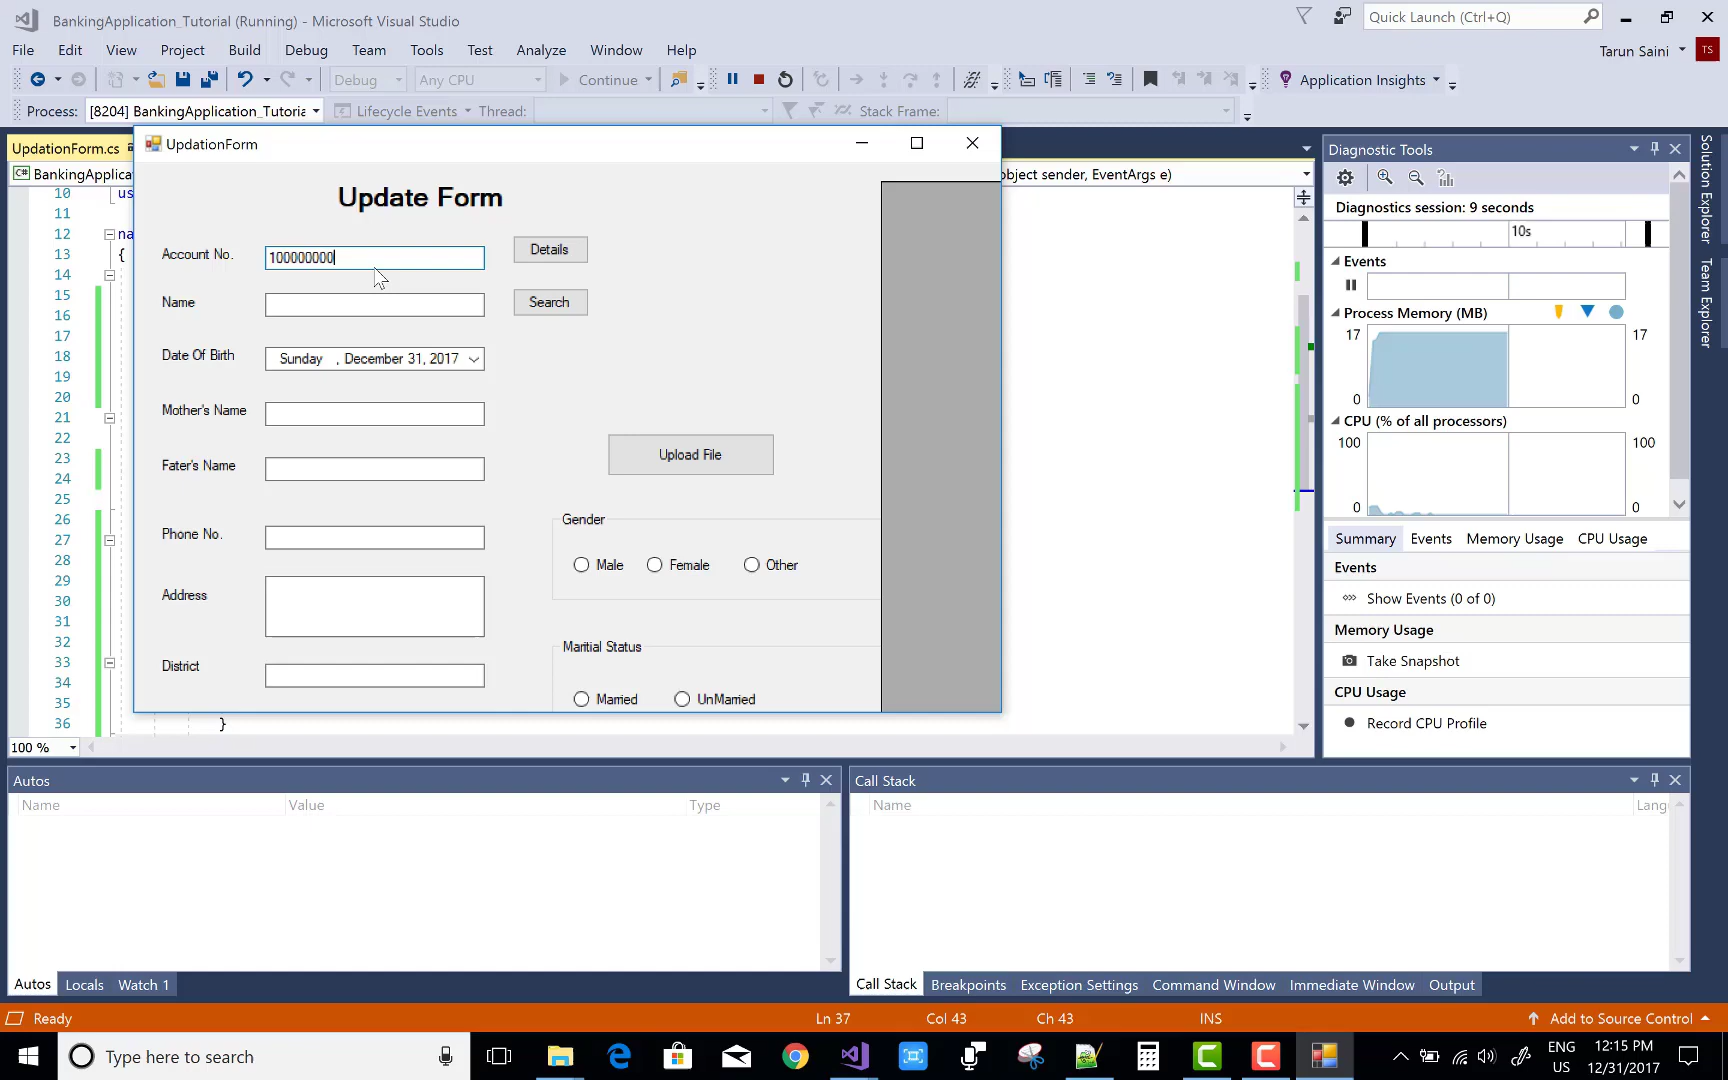 BankingApplication_Tutorial (Running) - Microsoft Visual Studio
Quick Launch (Ctrl+Q)
File Edit View Project Build Debug Team Tools Test Analyze Window Help
Tarun Saini TS
Debug Any CPU Continue Application Insights
Process: [8204] BankingApplication_Tutoria Lifecycle Events Thread: Stack Frame:
UpdationForm.cs
C# BankingApplica
object sender, EventArgs e)
UpdationForm
Update Form
Account No. 100000000 Details
Name Search
Date Of Birth Sunday , December 31, 2017
Mother's Name
Upload File
Fater's Name
Gender
Phone No.
Male Female Other
Address
Maritial Status
District
Married UnMarried
10 us
11
12 na
13 {
14
15
16
17
18
19
20
21
22
23
24
25
26
27
28
29
30
31
32
33
34
35
36 }
100 %
Diagnostic Tools
Diagnostics session: 9 seconds
10s
Events
Process Memory (MB)
17 17
0 0
CPU (% of all processors)
100 100
0 0
Summary Events Memory Usage CPU Usage
Events
Show Events (0 of 0)
Memory Usage
Take Snapshot
CPU Usage
Record CPU Profile
Solution Explorer
Team Explorer
Autos
Name Value Type
Autos Locals Watch 1
Call Stack
Name Lang
Call Stack Breakpoints Exception Settings Command Window Immediate Window Output
Ready Ln 37 Col 43 Ch 43 INS Add to Source Control
Type here to search
ENG 12:15 PM
US 12/31/2017